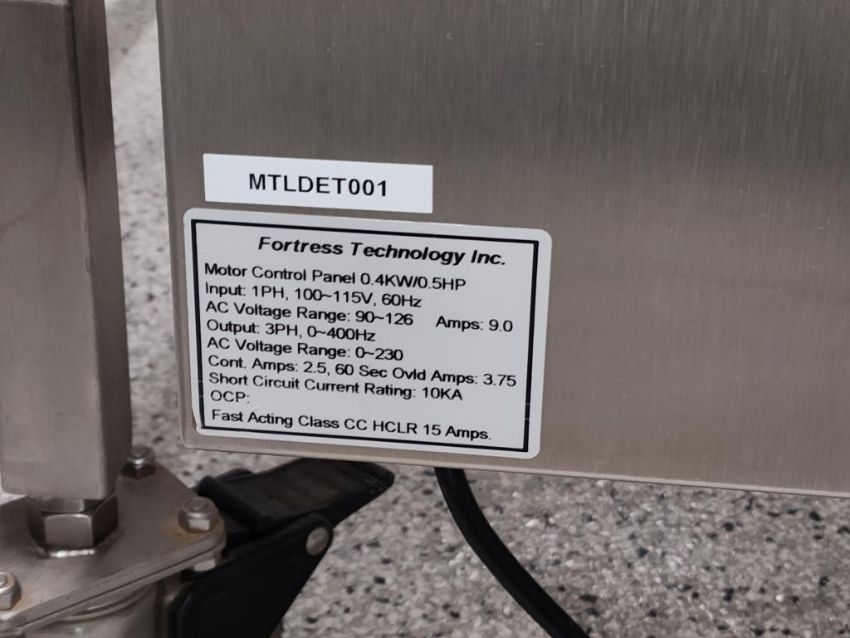 MTLDET001
Fortress Technology Inc.
Motor Control Panel 0.4KW/0.5HP
Input: 1PH, 100~115V, 60Hz
AC Voltage Range: 90~126 Amps: 9.0
Output: 3PH, 0~400Hz
AC Voltage Range: 0~230
Cont. Amps: 2.5, 60 Sec Ovld Amps: 3.75
Short Circuit Current Rating: 10KA
OCP:
Fast Acting Class CC HCLR 15 Amps.